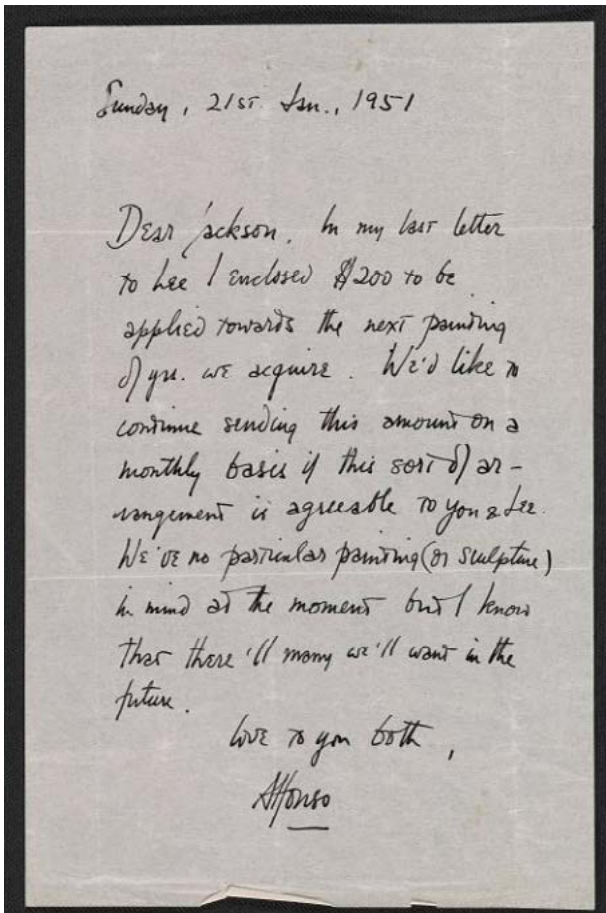 Sunday, 21st. Jan., 1951
Dear Jackson, In my last letter
to Lee I enclosed $200 to be
applied towards the next painting
of yrs. we acquire. We'd like to
continue sending this amount on a
monthly basis if this sort of ar-
rangement is agreeable to you & Lee.
We've no particular painting (or sculpture)
in mind at the moment but I know
that there'll many we'll want in the
future.
Love to you both,
Alfonso